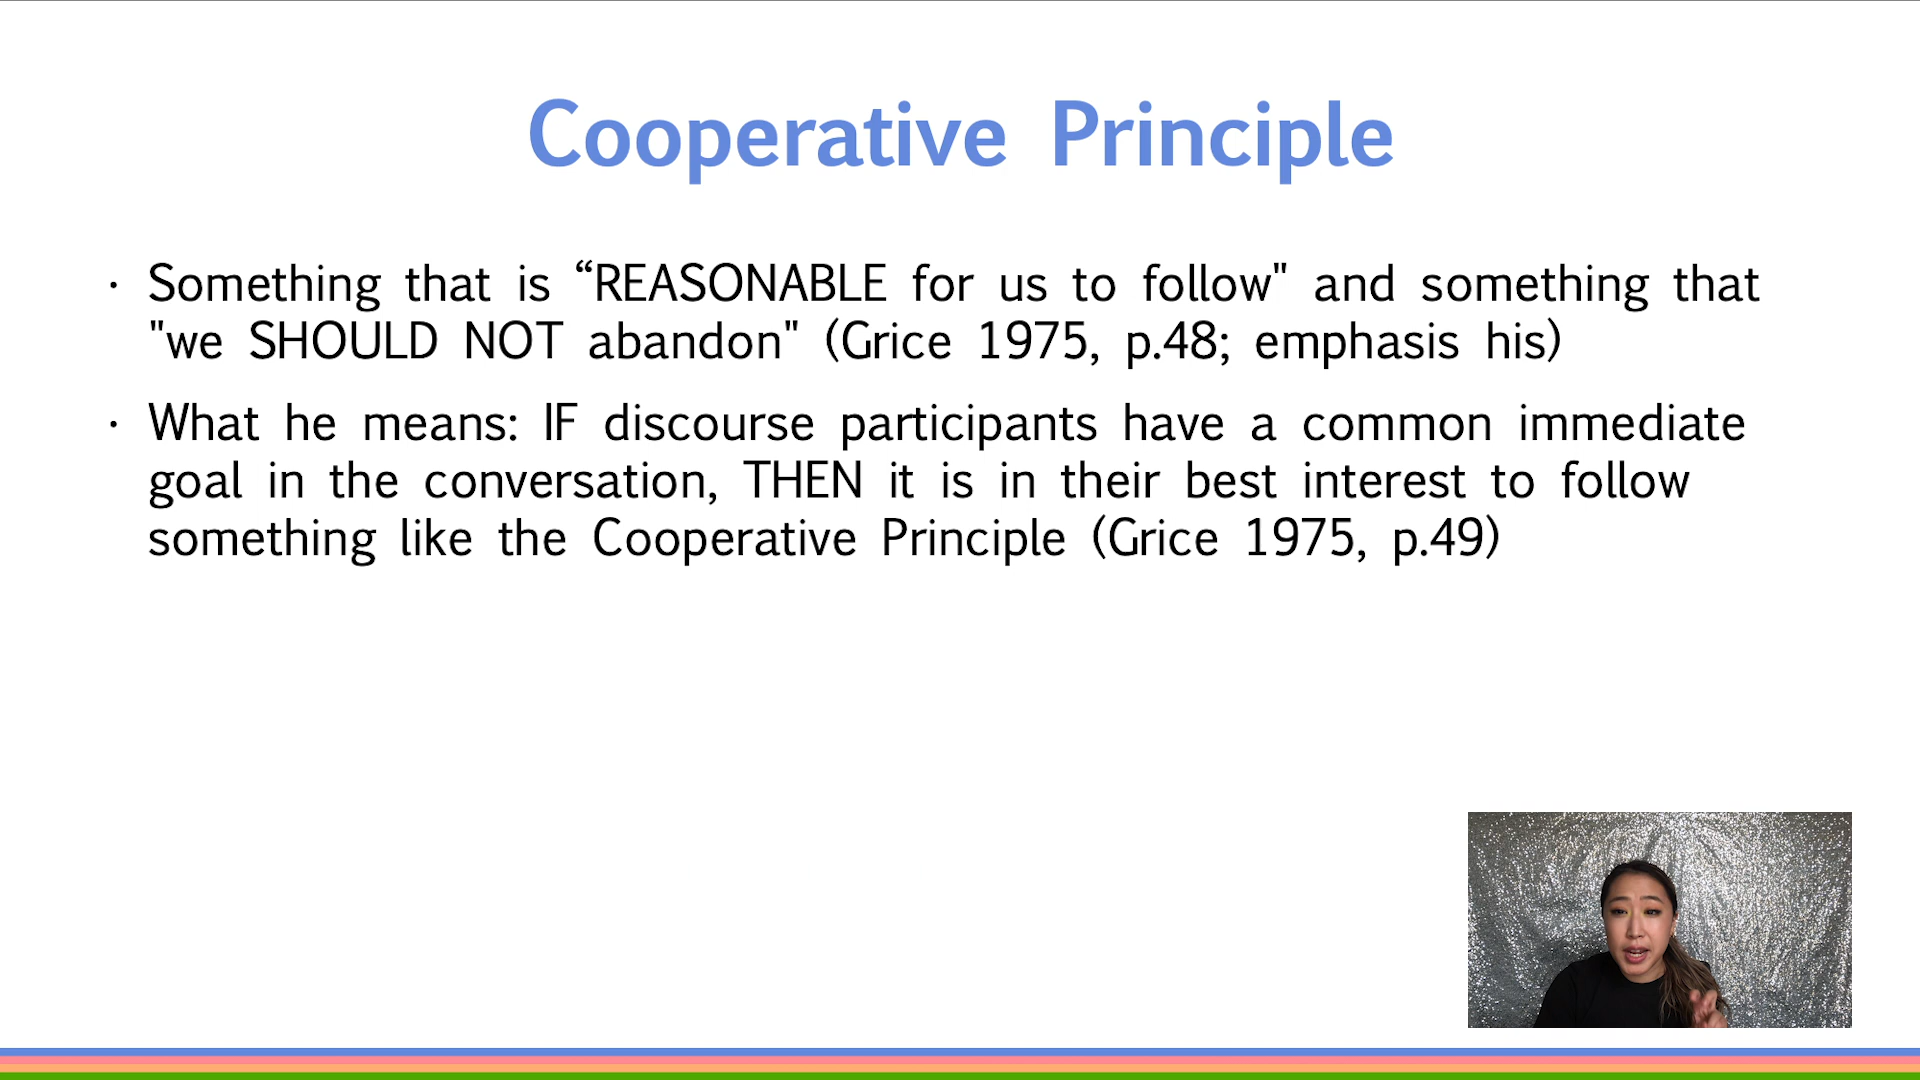 Cooperative Principle
· Something that is “REASONABLE for us to follow" and something that
"we SHOULD NOT abandon" (Grice 1975, p.48; emphasis his)
· What he means: IF discourse participants have a common immediate
goal in the conversation, THEN it is in their best interest to follow
something like the Cooperative Principle (Grice 1975, p.49)